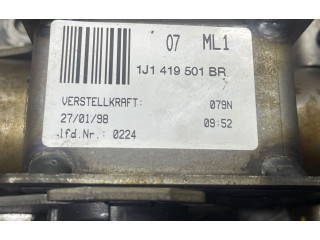 07 ML1
1J1 419 501 BR
VERSTELLKRAFT: 079N
27/01/98 09:52
lfd.Nr.: 0224